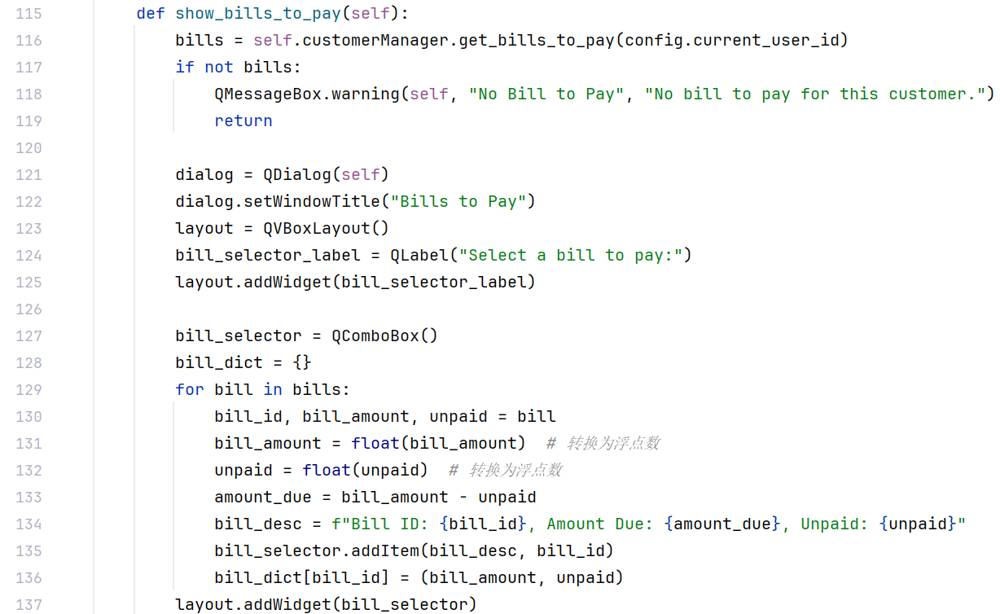 115 def show_bills_to_pay(self):
116 bills = self.customerManager.get_bills_to_pay(config.current_user_id)
117 if not bills:
118 QMessageBox.warning(self, "No Bill to Pay", "No bill to pay for this customer.")
119 return
120
121 dialog = QDialog(self)
122 dialog.setWindowTitle("Bills to Pay")
123 layout = QVBoxLayout()
124 bill_selector_label = QLabel("Select a bill to pay:")
125 layout.addWidget(bill_selector_label)
126
127 bill_selector = QComboBox()
128 bill_dict = {}
129 for bill in bills:
130 bill_id, bill_amount, unpaid = bill
131 bill_amount = float(bill_amount)  # 转换为浮点数
132 unpaid = float(unpaid)  # 转换为浮点数
133 amount_due = bill_amount - unpaid
134 bill_desc = f"Bill ID: {bill_id}, Amount Due: {amount_due}, Unpaid: {unpaid}"
135 bill_selector.addItem(bill_desc, bill_id)
136 bill_dict[bill_id] = (bill_amount, unpaid)
137 layout.addWidget(bill_selector)